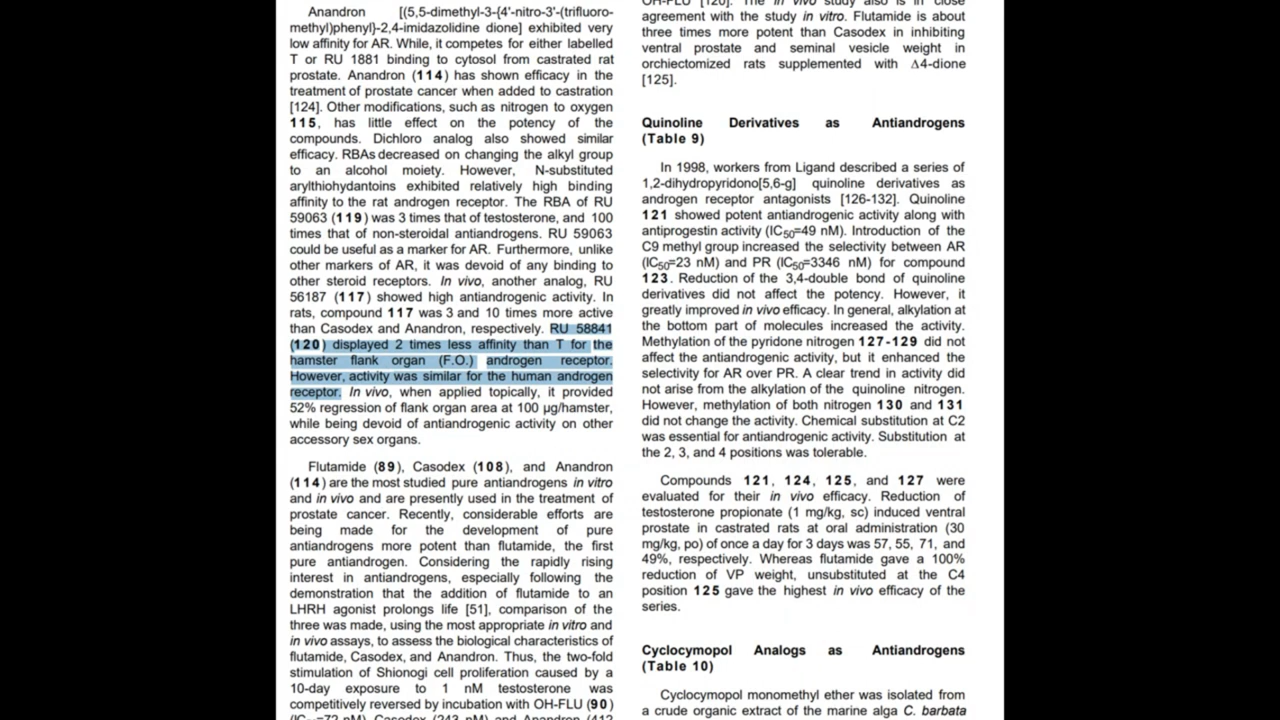 Anandron [(5,5-dimethyl-3-{4'-nitro-3'-(trifluoro-
methyl)phenyl}-2,4-imidazolidine dione] exhibited very
low affinity for AR. While, it competes for either labelled
T or RU 1881 binding to cytosol from castrated rat
prostate. Anandron (114) has shown efficacy in the
treatment of prostate cancer when added to castration
[124]. Other modifications, such as nitrogen to oxygen
115, has little effect on the potency of the
compounds. Dichloro analog also showed similar
efficacy. RBAs decreased on changing the alkyl group
to an alcohol moiety. However, N-substituted
arylthiohydantoins exhibited relatively high binding
affinity to the rat androgen receptor. The RBA of RU
59063 (119) was 3 times that of testosterone, and 100
times that of non-steroidal antiandrogens. RU 59063
could be useful as a marker for AR. Furthermore, unlike
other markers of AR, it was devoid of any binding to
other steroid receptors. In vivo, another analog, RU
56187 (117) showed high antiandrogenic activity. In
rats, compound 117 was 3 and 10 times more active
than Casodex and Anandron, respectively. RU 58841
(120) displayed 2 times less affinity than T for the
hamster flank organ (F.O.) androgen receptor.
However, activity was similar for the human androgen
receptor. In vivo, when applied topically, it provided
52% regression of flank organ area at 100 µg/hamster,
while being devoid of antiandrogenic activity on other
accessory sex organs.
Flutamide (89), Casodex (108), and Anandron
(114) are the most studied pure antiandrogens in vitro
and in vivo and are presently used in the treatment of
prostate cancer. Recently, considerable efforts are
being made for the development of pure
antiandrogens more potent than flutamide, the first
pure antiandrogen. Considering the rapidly rising
interest in antiandrogens, especially following the
demonstration that the addition of flutamide to an
LHRH agonist prolongs life [51], comparison of the
three was made, using the most appropriate in vitro and
in vivo assays, to assess the biological characteristics of
flutamide, Casodex, and Anandron. Thus, the two-fold
stimulation of Shionogi cell proliferation caused by a
10-day exposure to 1 nM testosterone was
competitively reversed by incubation with OH-FLU (90)
(IC50=72 nM), Casodex (243 nM) and Anandron (412
OH-FLU [120]. The in vivo study also is in close
agreement with the study in vitro. Flutamide is about
three times more potent than Casodex in inhibiting
ventral prostate and seminal vesicle weight in
orchiectomized rats supplemented with Δ4-dione
[125].
Quinoline Derivatives as Antiandrogens
(Table 9)
In 1998, workers from Ligand described a series of
1,2-dihydropyridono[5,6-g] quinoline derivatives as
androgen receptor antagonists [126-132]. Quinoline
121 showed potent antiandrogenic activity along with
antiprogestin activity (IC50=49 nM). Introduction of the
C9 methyl group increased the selectivity between AR
(IC50=23 nM) and PR (IC50=3346 nM) for compound
123. Reduction of the 3,4-double bond of quinoline
derivatives did not affect the potency. However, it
greatly improved in vivo efficacy. In general, alkylation at
the bottom part of molecules increased the activity.
Methylation of the pyridone nitrogen 127-129 did not
affect the antiandrogenic activity, but it enhanced the
selectivity for AR over PR. A clear trend in activity did
not arise from the alkylation of the quinoline nitrogen.
However, methylation of both nitrogen 130 and 131
did not change the activity. Chemical substitution at C2
was essential for antiandrogenic activity. Substitution at
the 2, 3, and 4 positions was tolerable.
Compounds 121, 124, 125, and 127 were
evaluated for their in vivo efficacy. Reduction of
testosterone propionate (1 mg/kg, sc) induced ventral
prostate in castrated rats at oral administration (30
mg/kg, po) of once a day for 3 days was 57, 55, 71, and
49%, respectively. Whereas flutamide gave a 100%
reduction of VP weight, unsubstituted at the C4
position 125 gave the highest in vivo efficacy of the
series.
Cyclocymopol Analogs as Antiandrogens
(Table 10)
Cyclocymopol monomethyl ether was isolated from
a crude organic extract of the marine alga C. barbata